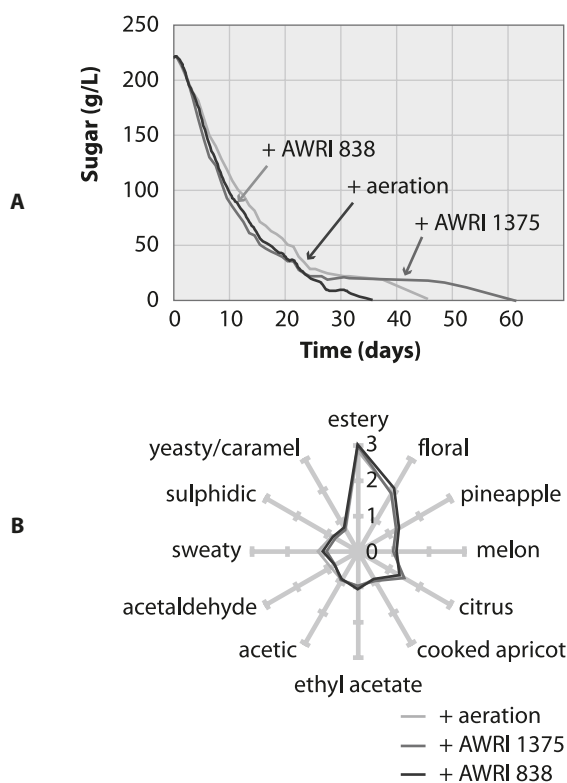 A
Sugar (g/L)
250
200
150
100
50
0
+ AWRI 838
+ aeration
+ AWRI 1375
0 10 20 30 40 50 60
Time (days)
B
estery
yeasty/caramel
floral
sulphidic
pineapple
sweaty
melon
acetaldehyde
citrus
acetic
cooked apricot
ethyl acetate
3
2
1
0
+ aeration
+ AWRI 1375
+ AWRI 838